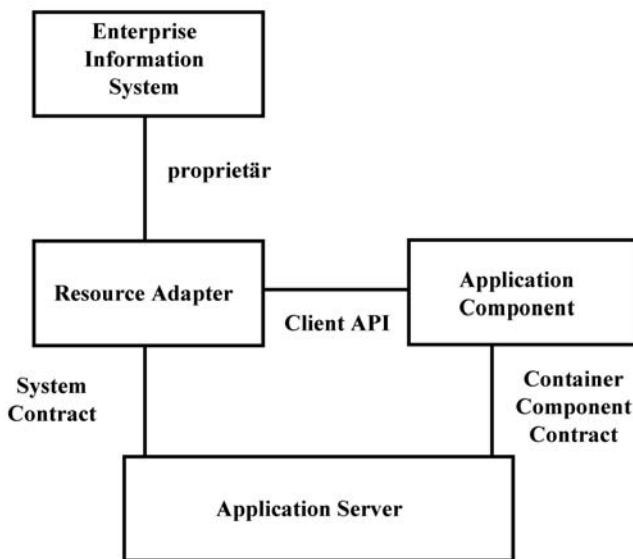 Enterprise
Information
System
proprietär
Resource Adapter
Client API
Application
Component
System
Contract
Container
Component
Contract
Application Server